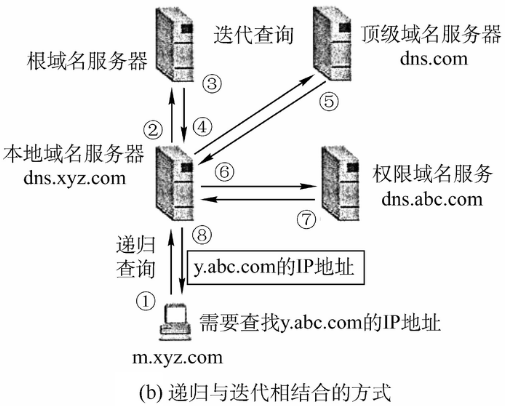 迭代查询
顶级域名服务器
dns.com
根域名服务器
③
⑤
②
④
本地域名服务器
dns.xyz.com
⑥
权限域名服务
dns.abc.com
⑦
⑧
递归
查询
y.abc.com的IP地址
①
需要查找y.abc.com的IP地址
m.xyz.com
(b) 递归与迭代相结合的方式